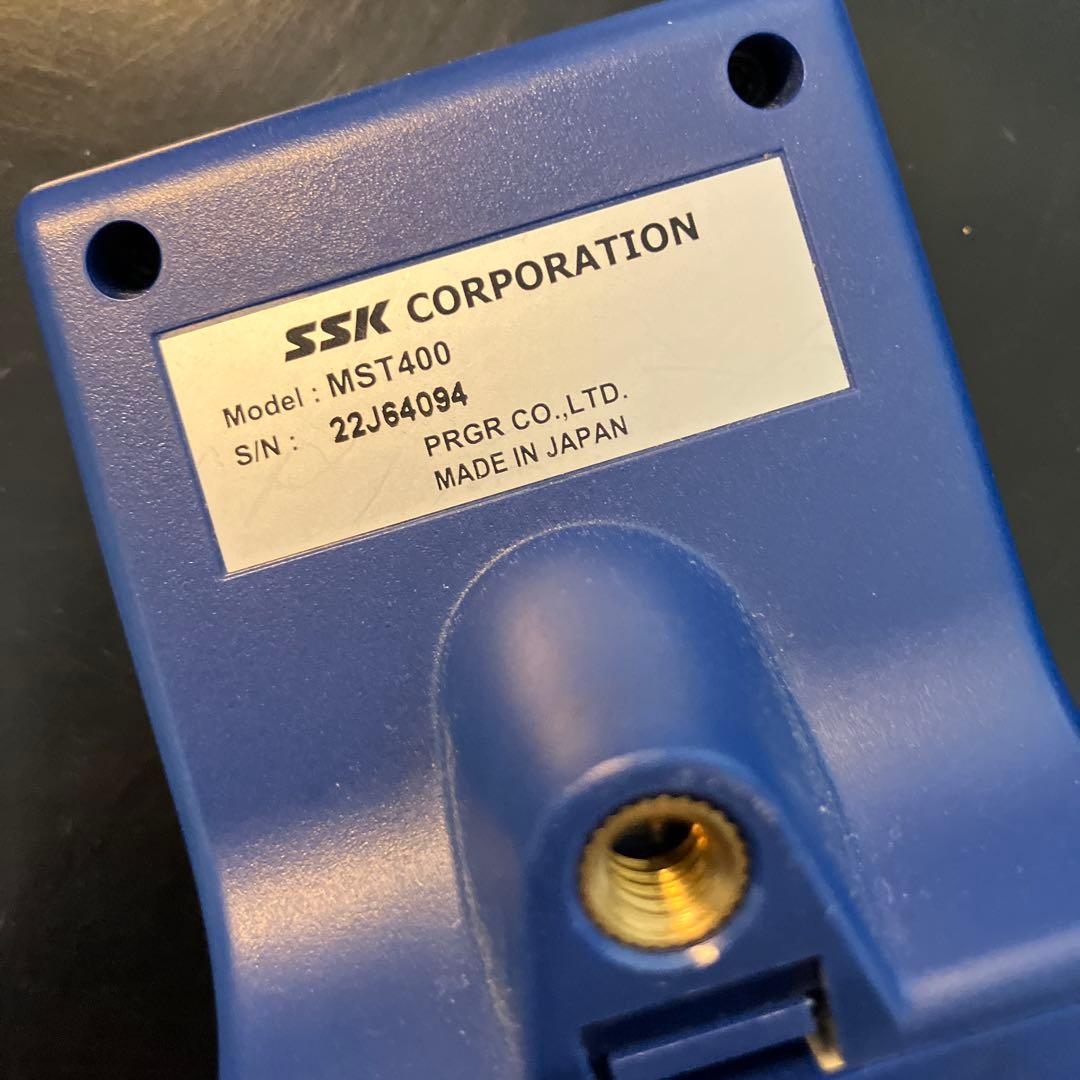 SSK CORPORATION
Model : MST400
S/N : 22J64094
PRGR CO.,LTD.
MADE IN JAPAN